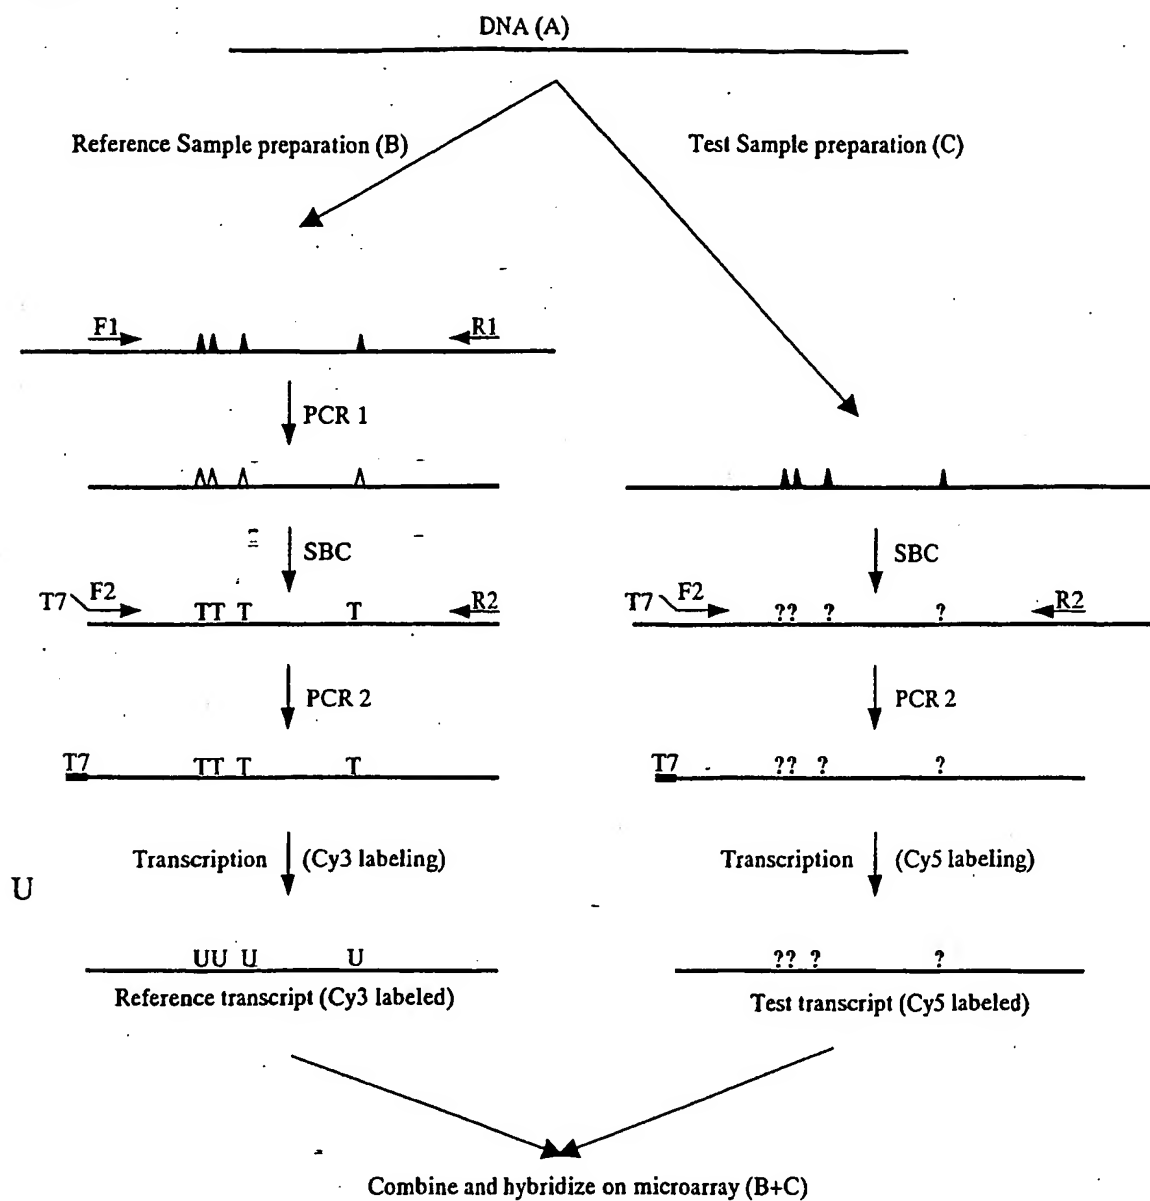 DNA (A)
Reference Sample preparation (B)
Test Sample preparation (C)
F1
R1
PCR 1
SBC
SBC
T7 F2
TT T
T
R2
T7 F2
??
?
?
R2
PCR 2
PCR 2
T7
TT T
T
T7
??
?
?
Transcription (Cy3 labeling)
Transcription (Cy5 labeling)
U
UU U
U
??
?
?
Reference transcript (Cy3 labeled)
Test transcript (Cy5 labeled)
Combine and hybridize on microarray (B+C)